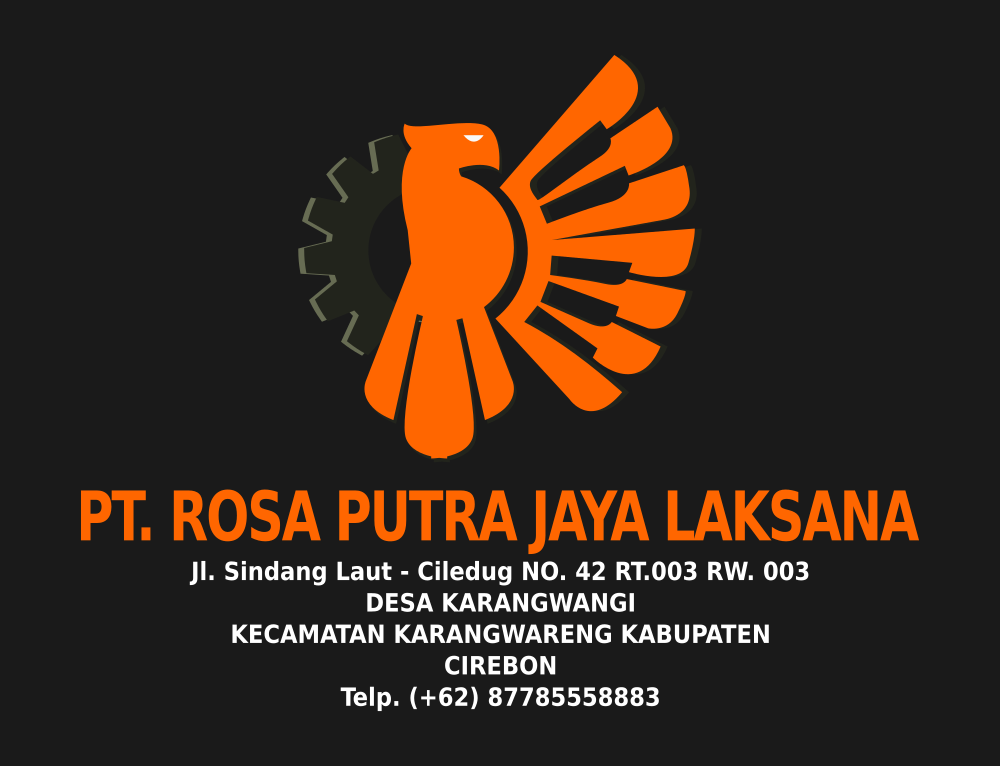 PT. ROSA PUTRA JAYA LAKSANA
Jl. Sindang Laut - Ciledug NO. 42 RT.003 RW. 003
DESA KARANGWANGI
KECAMATAN KARANGWARENG KABUPATEN
CIREBON
Telp. (+62) 87785558883